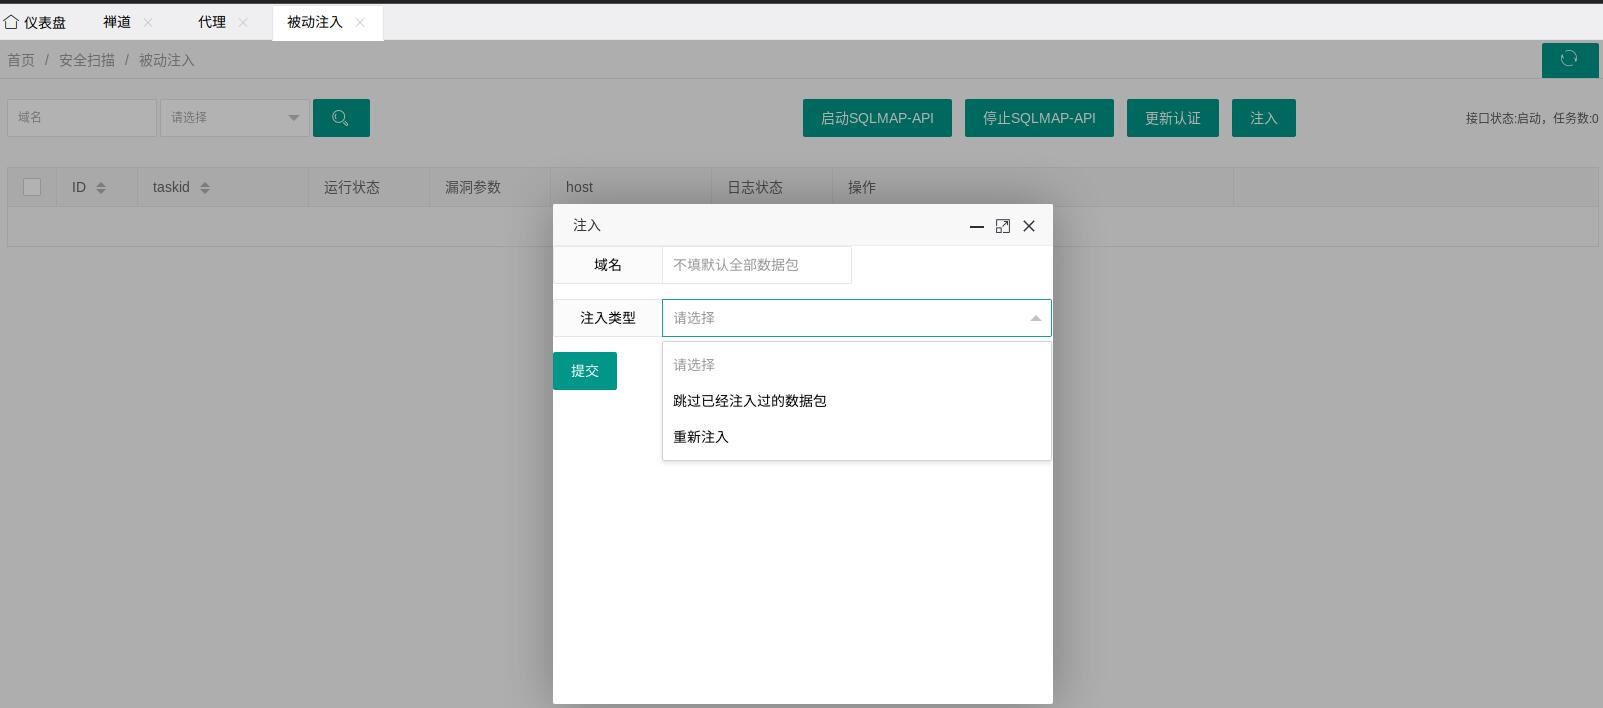 仪表盘 禅道 代理 被动注入
首页 / 安全扫描 / 被动注入
域名 请选择 启动SQLMAP-API 停止SQLMAP-API 更新认证 注入 接口状态:启动，任务数:0
ID taskid 运行状态 漏洞参数 host 日志状态 操作
注入
域名 不填默认全部数据包
注入类型 请选择
请选择
提交
跳过已经注入过的数据包
重新注入